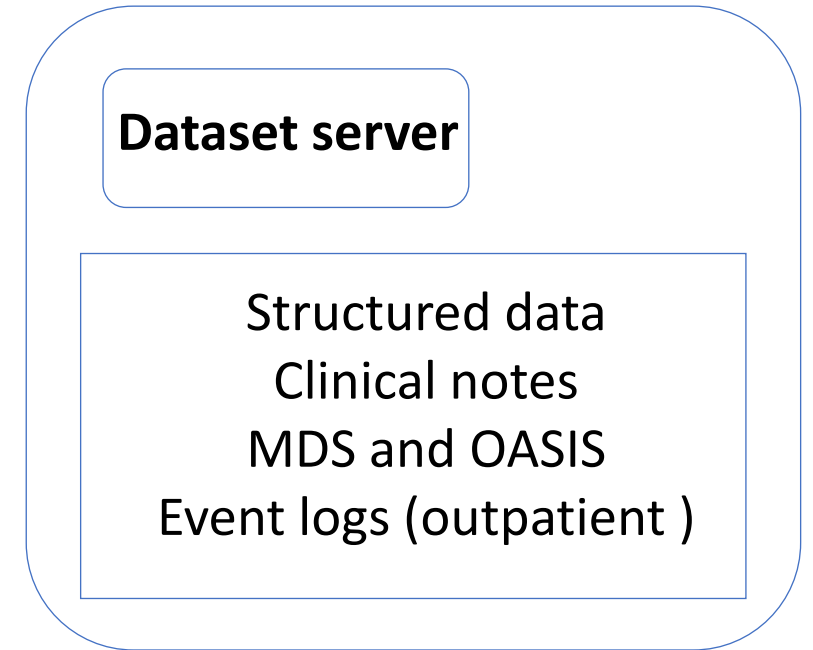 Dataset server
Structured data
Clinical notes
MDS and OASIS
Event logs (outpatient )